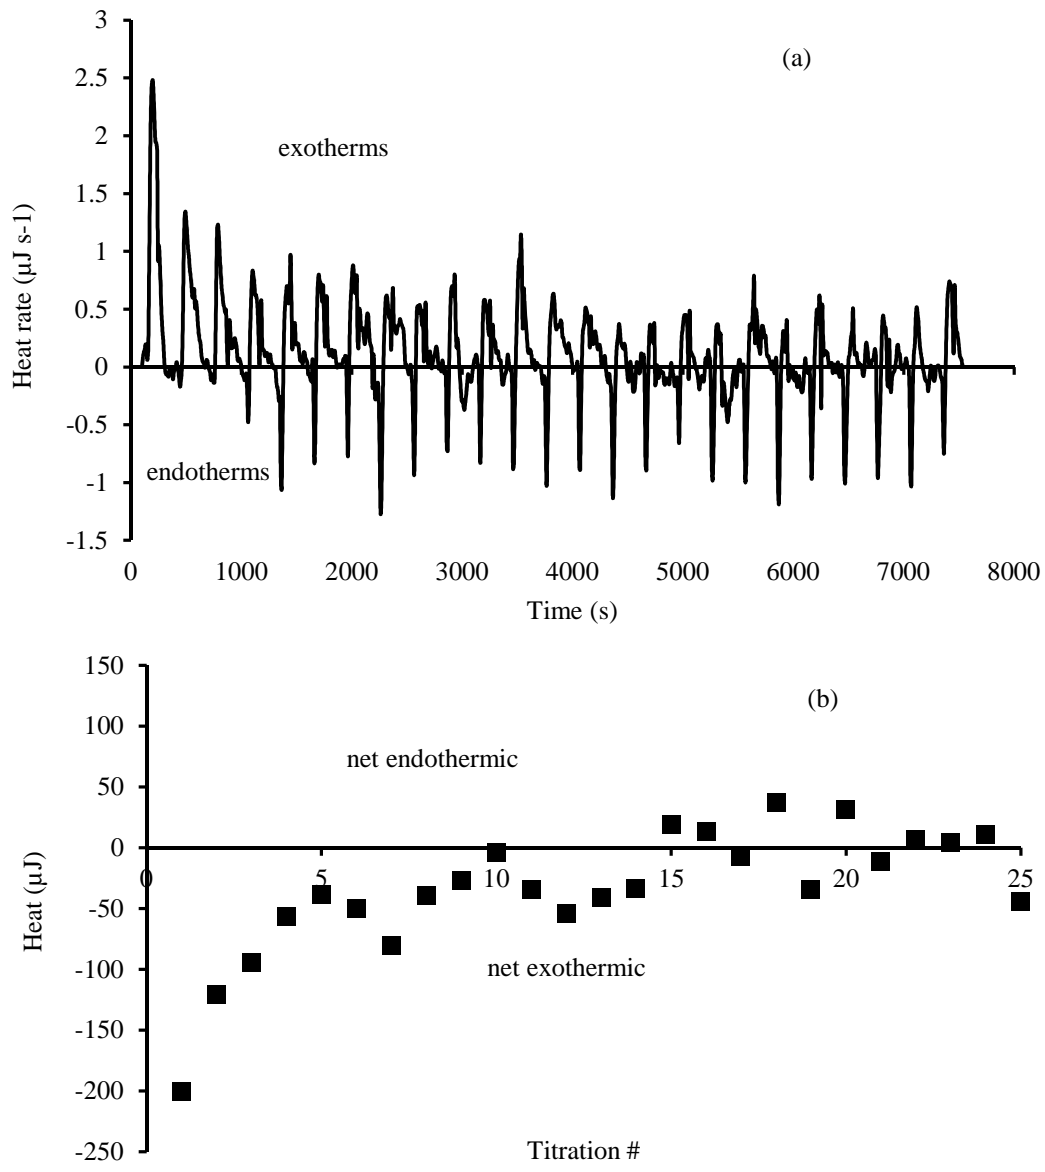 3
(a)
2.5
2
exotherms
1.5
1
0.5
0
-0.5
endotherms
-1
-1.5
Heat rate (µJ s-1)
0 1000 2000 3000 4000 5000 6000 7000 8000
Time (s)
150
(b)
100
net endothermic
50
0
0 5 10 15 20 25
-50
net exothermic
-100
-150
-200
-250
Heat (µJ)
Titration #